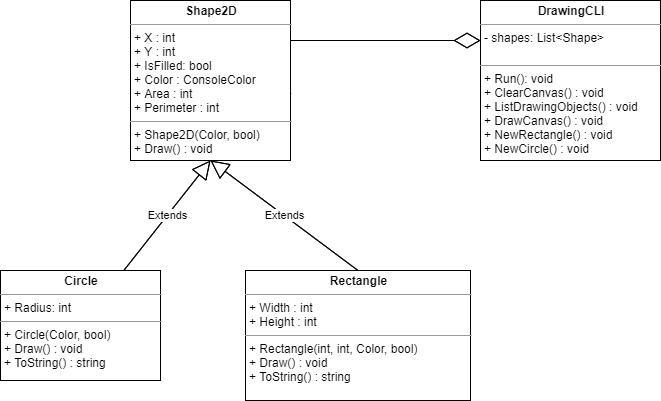 Shape2D
+ X : int
+ Y : int
+ IsFilled: bool
+ Color : ConsoleColor
+ Area : int
+ Perimeter : int
+ Shape2D(Color, bool)
+ Draw() : void
DrawingCLI
- shapes: List<Shape>
+ Run(): void
+ ClearCanvas() : void
+ ListDrawingObjects() : void
+ DrawCanvas() : void
+ NewRectangle() : void
+ NewCircle() : void
Extends
Extends
Circle
+ Radius: int
+ Circle(Color, bool)
+ Draw() : void
+ ToString() : string
Rectangle
+ Width : int
+ Height : int
+ Rectangle(int, int, Color, bool)
+ Draw() : void
+ ToString() : string